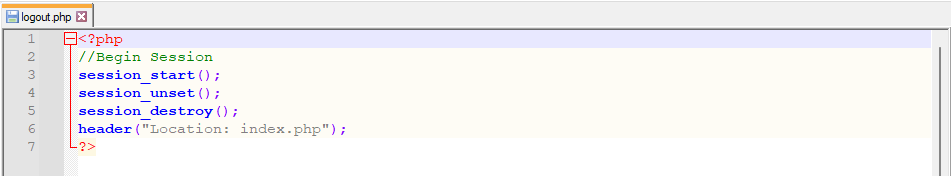 logout.php
1 <?php
2 //Begin Session
3 session_start();
4 session_unset();
5 session_destroy();
6 header("Location: index.php");
7 ?>